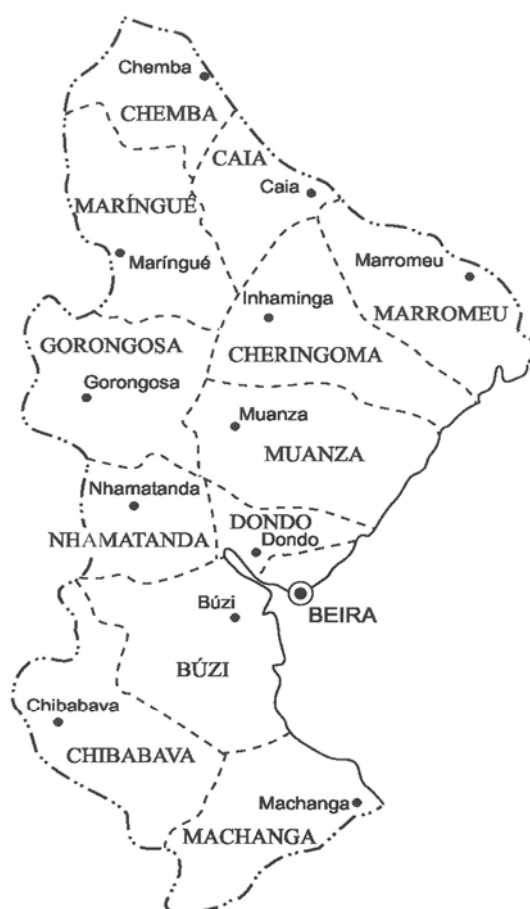 Chemba
CHEMBA
CAIA
Caia
MARÍNGUÉ
Maríngué
Marromeu
Inhaminga
MARROMEU
GORONGOSA
CHERINGOMA
Gorongosa
Muanza
MUANZA
Nhamatanda
DONDO
NHAMATANDA
Dondo
Búzi
BEIRA
BÚZI
Chibabava
CHIBABAVA
Machanga
MACHANGA